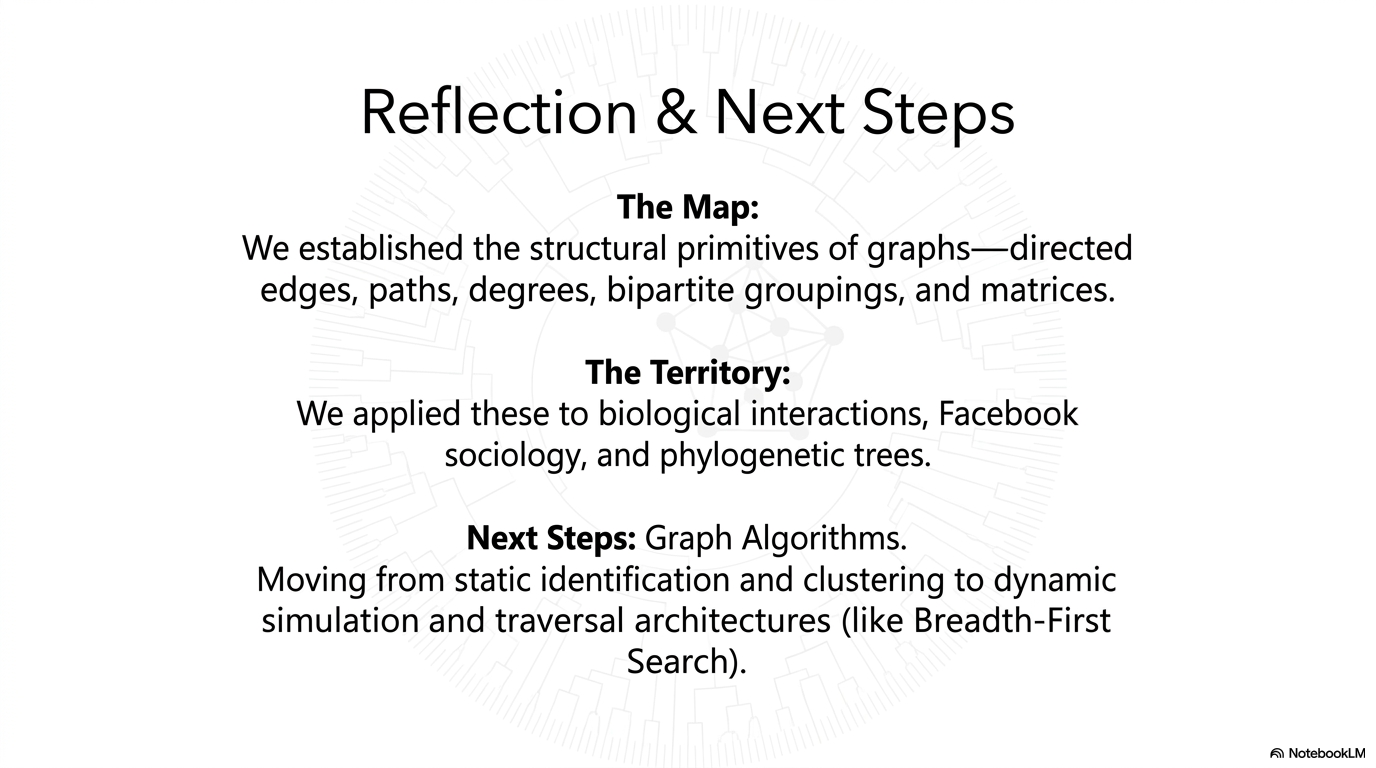 Reflection & Next Steps
The Map:
We established the structural primitives of graphs—directed
edges, paths, degrees, bipartite groupings, and matrices.
The Territory:
We applied these to biological interactions, Facebook
sociology, and phylogenetic trees.
Next Steps: Graph Algorithms.
Moving from static identification and clustering to dynamic
simulation and traversal architectures (like Breadth-First
Search).
NotebookLM